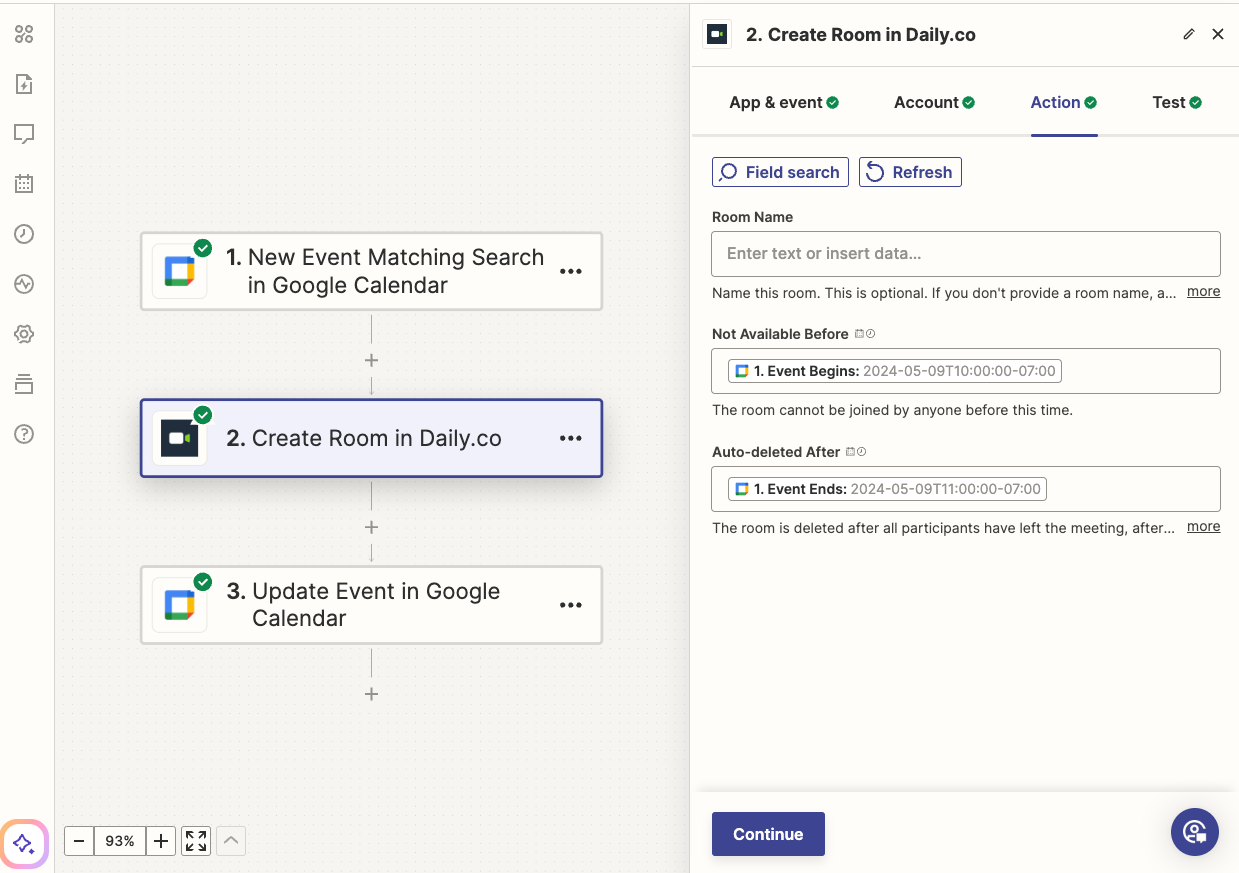 1. New Event Matching Search
in Google Calendar
2. Create Room in Daily.co
3. Update Event in Google
Calendar
93%
2. Create Room in Daily.co
App & event
Account
Action
Test
Field search
Refresh
Room Name
Enter text or insert data...
Name this room. This is optional. If you don't provide a room name, a... more
Not Available Before
1. Event Begins: 2024-05-09T10:00:00-07:00
The room cannot be joined by anyone before this time.
Auto-deleted After
1. Event Ends: 2024-05-09T11:00:00-07:00
The room is deleted after all participants have left the meeting, after... more
Continue